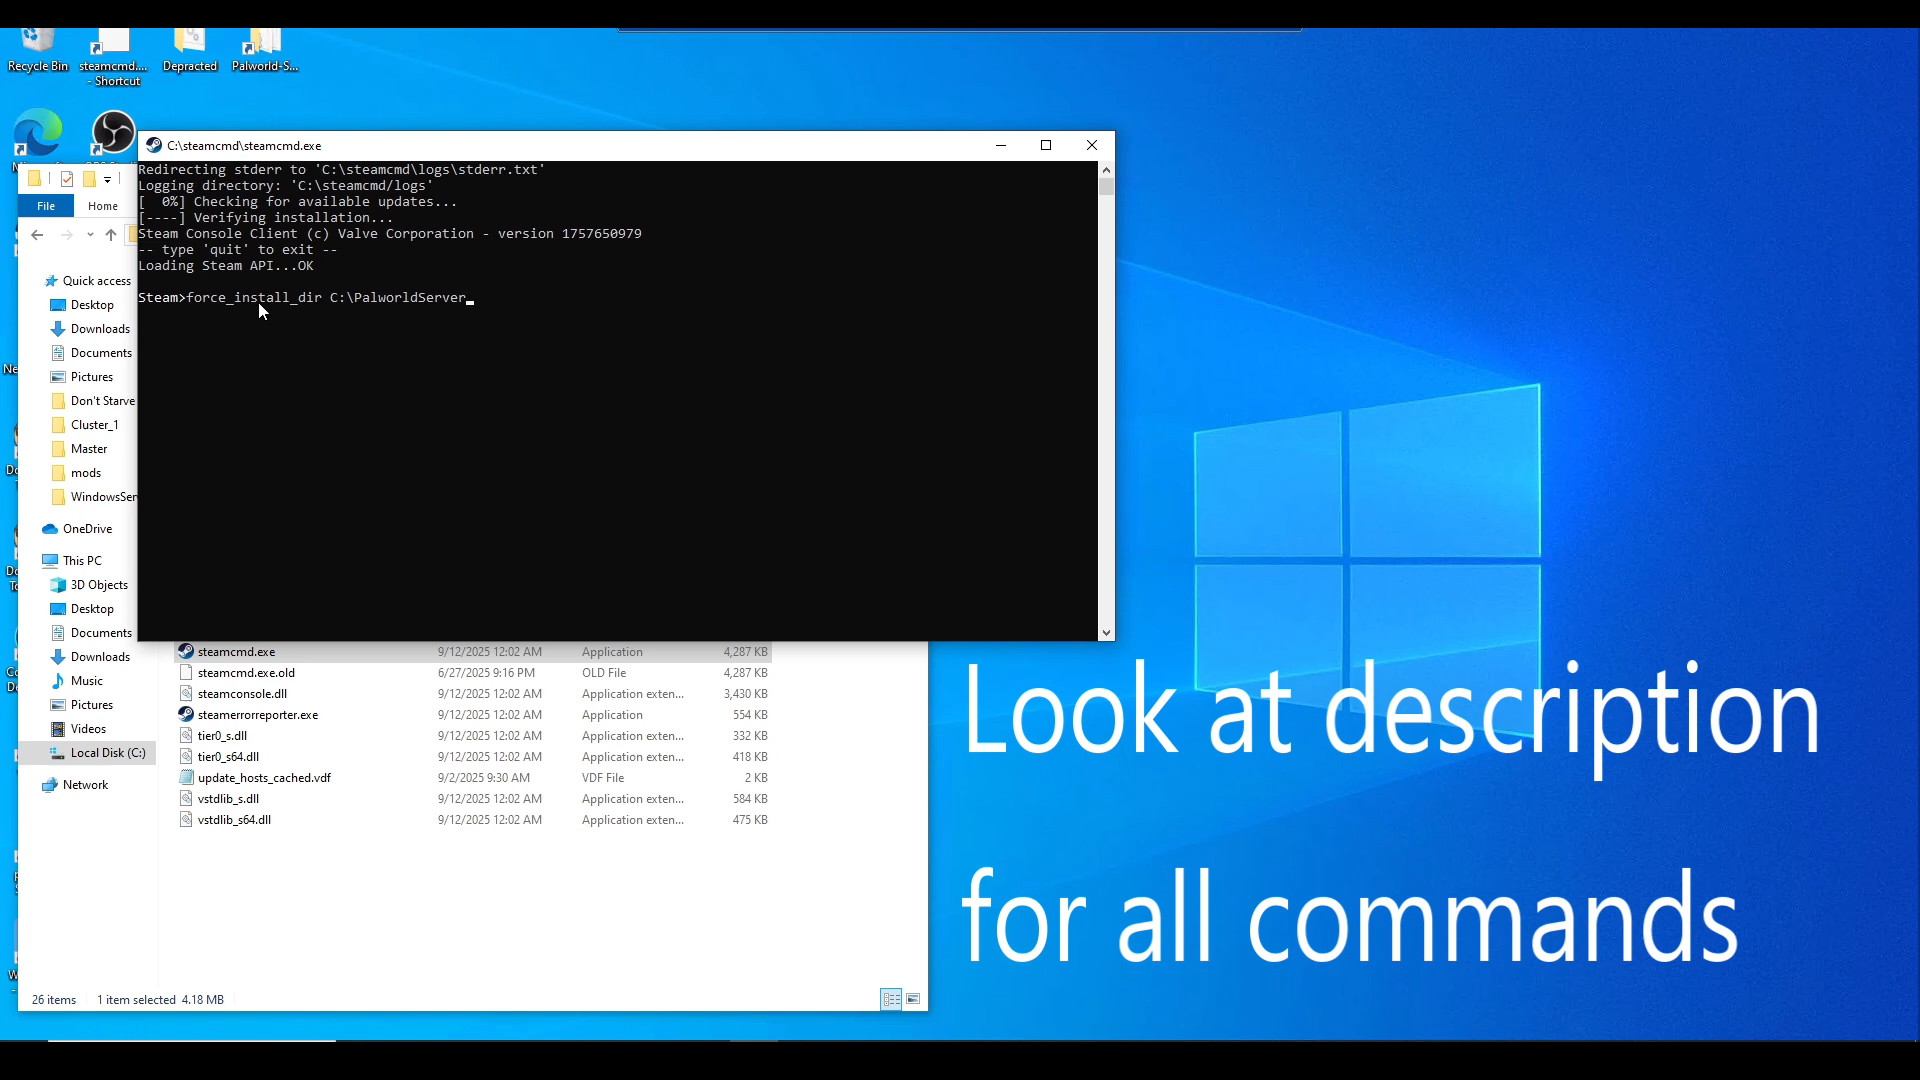 Recycle Bin
steamcmd....
- Shortcut
Depracted
Palworld-S...
C:\steamcmd\steamcmd.exe
Redirecting stderr to 'C:\steamcmd\logs\stderr.txt'
Logging directory: 'C:\steamcmd/logs'
[  0%] Checking for available updates...
[----] Verifying installation...
Steam Console Client (c) Valve Corporation - version 1757650979
-- type 'quit' to exit --
Loading Steam API...OK
Steam>force_install_dir C:\PalworldServer
File
Home
Quick access
Desktop
Downloads
Documents
Pictures
Don't Starve
Cluster_1
Master
mods
WindowsSer
OneDrive
This PC
3D Objects
Desktop
Documents
Downloads
Music
Pictures
Videos
Local Disk (C:)
Network
steamcmd.exe 9/12/2025 12:02 AM Application 4,287 KB
steamcmd.exe.old 6/27/2025 9:16 PM OLD File 4,287 KB
steamconsole.dll 9/12/2025 12:02 AM Application exten... 3,430 KB
steamerrorreporter.exe 9/12/2025 12:02 AM Application 554 KB
tier0_s.dll 9/12/2025 12:02 AM Application exten... 332 KB
tier0_s64.dll 9/12/2025 12:02 AM Application exten... 418 KB
update_hosts_cached.vdf 9/2/2025 9:30 AM VDF File 2 KB
vstdlib_s.dll 9/12/2025 12:02 AM Application exten... 584 KB
vstdlib_s64.dll 9/12/2025 12:02 AM Application exten... 475 KB
26 items 1 item selected 4.18 MB
Look at description
for all commands